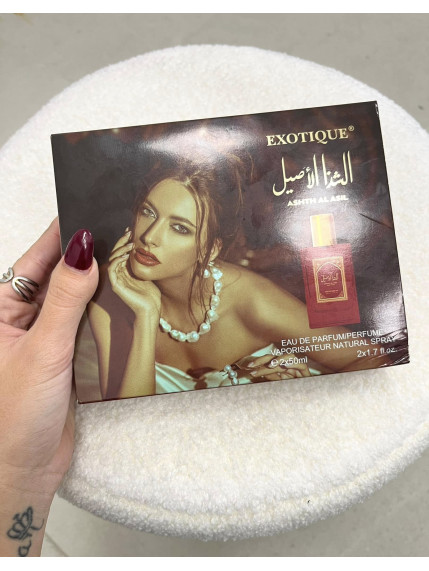 EXOTIQUE®
الشذا الأصيل
ASHTH AL ASIL
EAU DE PARFUM/PERFUME
VAPORISATEUR NATURAL SPRAY
℮ 2x50ml 2x1.7 fl oz.